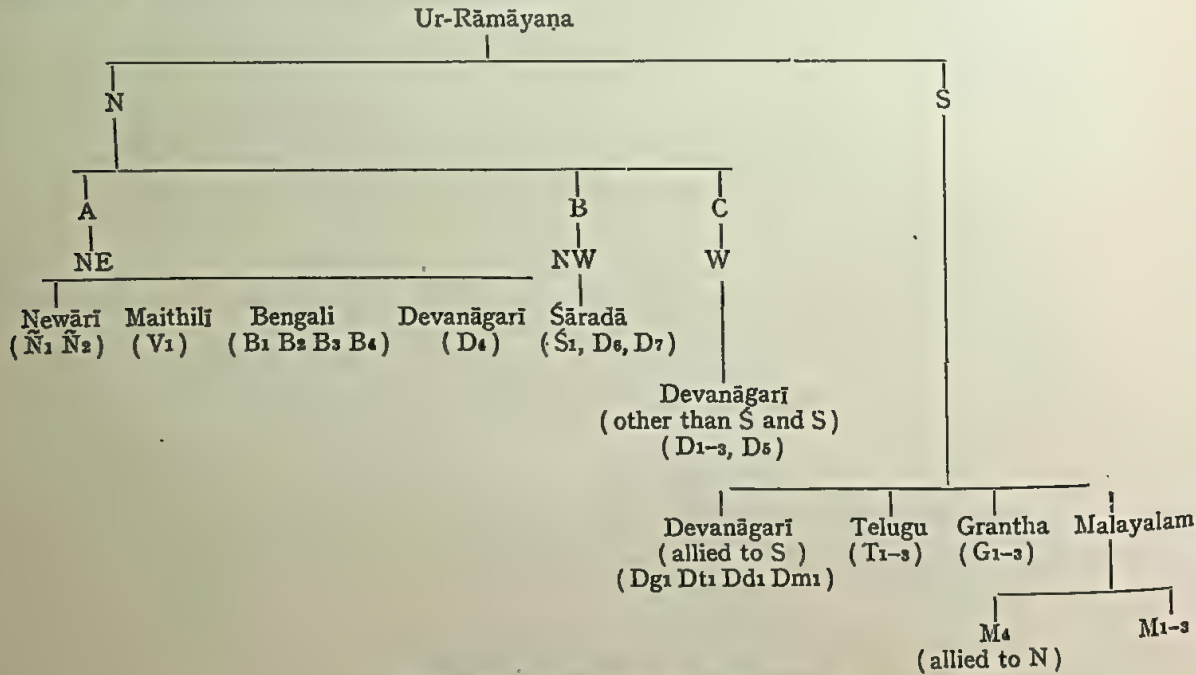 Ur-Rāmāyaṇa
N S
A B C
NE NW W
Newārī Maithilī Bengali Devanāgarī Śāradā
(Ñ1 Ñ2) (V1) (B1 B2 B3 B4) (D4) (Ś1, D6, D7)
Devanāgarī
(other than Ś and S)
(D1-3, D5)
Devanāgarī Telugu Grantha Malayalam
(allied to S) (T1-3) (G1-3)
(Dg1 Dt1 Dd1 Dm1)
M4 M1-3
(allied to N)